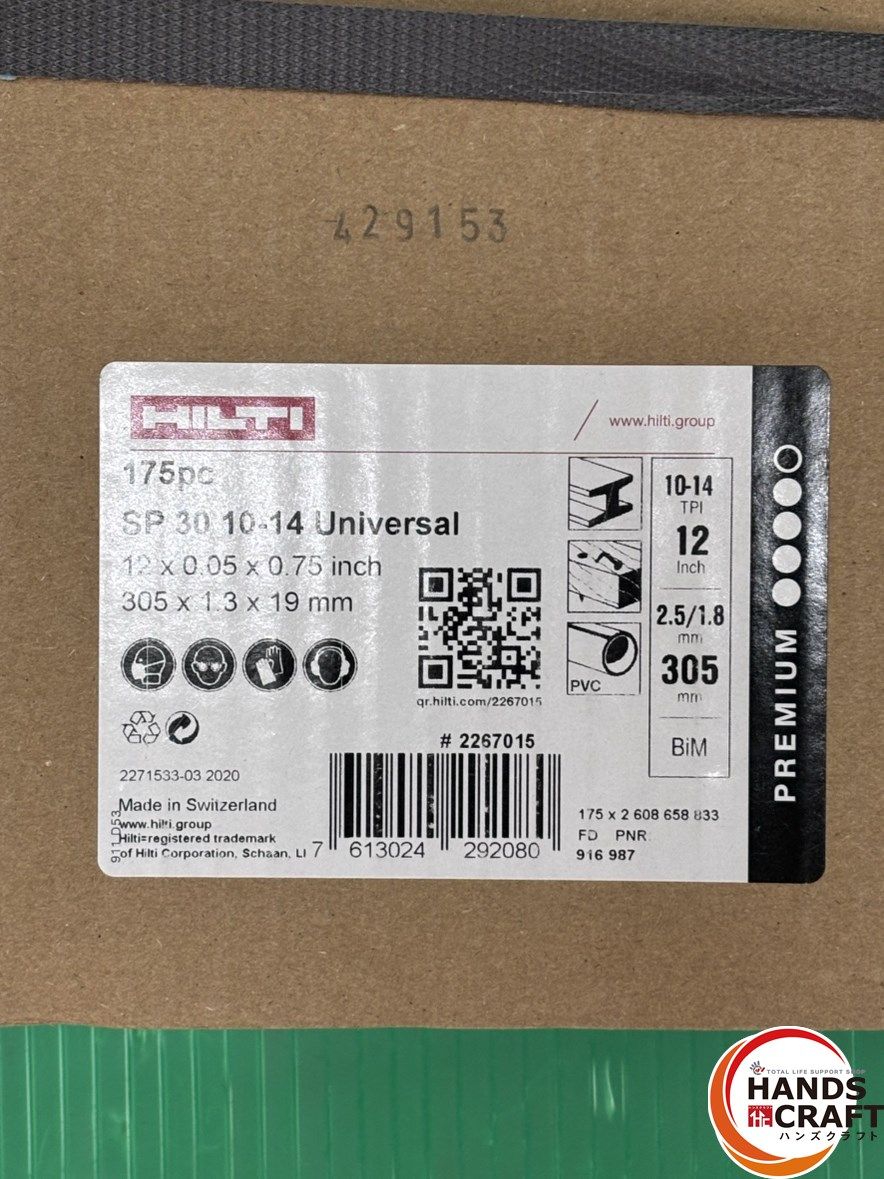 429153
HILTI
www.hilti.group
175pc
SP 30 10-14 Universal
12 x 0.05 x 0.75 inch
305 x 1.3 x 19 mm
qr.hilti.com/2267015
PVC
10-14
TPI
12
Inch
2.5/1.8
mm
305
mm
BiM
PREMIUM
# 2267015
2271533-03 2020
Made in Switzerland
www.hilti.group
Hilti=registered trademark
of Hilti Corporation, Schaan, LI
911 D53
7 613024 292080
175 x 2 608 658 833
FD PNR:
916 987
TOTAL LIFE SUPPORT SHOP
HANDS
CRAFT
ハンズクラフト